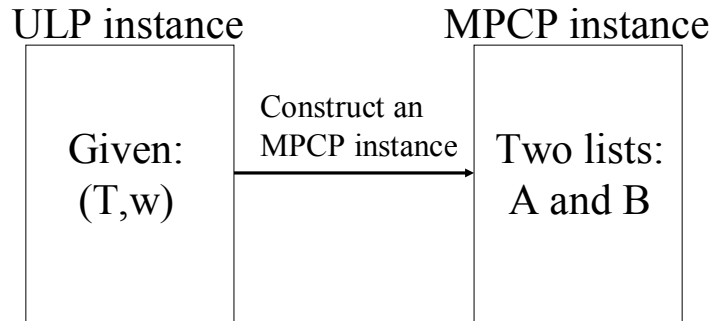 ULP instance
MPCP instance
Construct an
MPCP instance
Given:
(T,w)
Two lists:
A and B